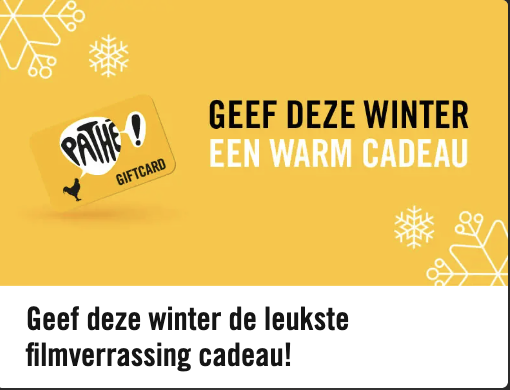 PATHÉ!
GIFTCARD
GEEF DEZE WINTER
EEN WARM CADEAU
Geef deze winter de leukste
filmverrassing cadeau!